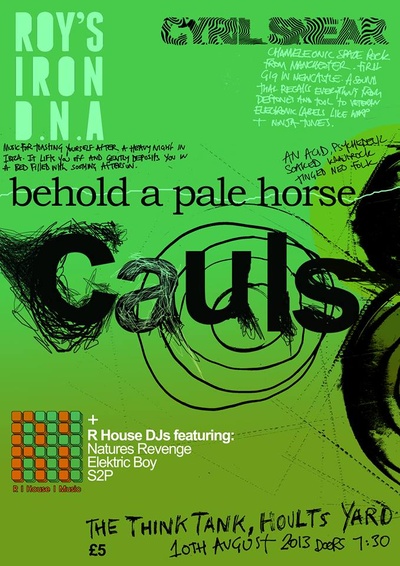 ROY'S
IRON
D.N.A
MUSIC FOR TOASTING YOURSELF AFTER A HEAVY NIGHT IN
IBIZA. IT LIFTS YOU OFF AND GENTLY DEPOSITS YOU IN
A BED FILLED WITH SOOTHING AFTERSUN.
CYRIL SNEAR
CHAMELEONIC SPACE ROCK
FROM MANCHESTER. FIRST
GIG IN NEWCASTLE. A SOUND
THAT RECALLS EVERYTHING FROM
DEFTONES AND TOOL TO
ELECTRONIC LABELS LIKE WARP
+ NINJA-TUNES.
AN ACID PSYCHEDELIC
SOAKED KRAUTROCK
TINGED NEO FOLK
behold a pale horse
Cauls
+
R House DJs featuring:
Natures Revenge
Elektric Boy
S2P
R | House | Music
THE THINK TANK, HOULTS YARD
£5
10TH AUGUST 2013 DOORS 7:30